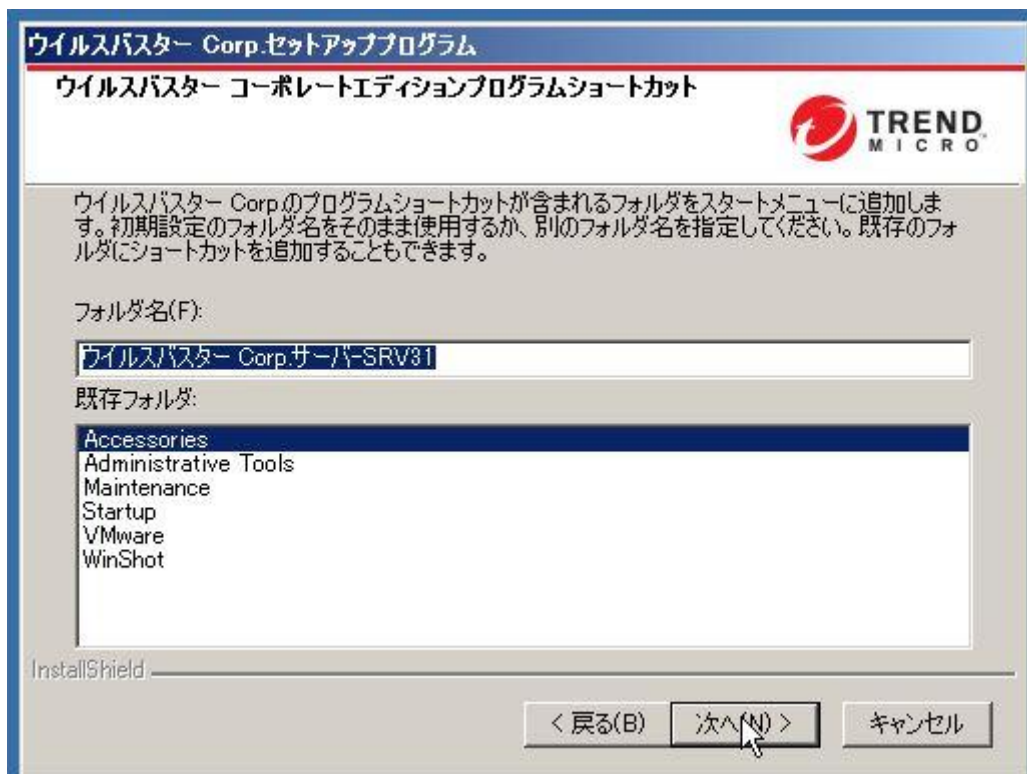 ウイルスバスター Corp.セットアッププログラム
ウイルスバスター コーポレートエディションプログラムショートカット
TREND
MICRO
ウイルスバスター Corp.のプログラムショートカットが含まれるフォルダをスタートメニューに追加しま
す。初期設定のフォルダ名をそのまま使用するか、別のフォルダ名を指定してください。既存のフォ
ルダにショートカットを追加することもできます。
フォルダ名(F):
ウイルスバスター Corp.サーバ-SRV31
既存フォルダ:
Accessories
Administrative Tools
Maintenance
Startup
VMware
WinShot
InstallShield
< 戻る(B) 次へ(N) > キャンセル